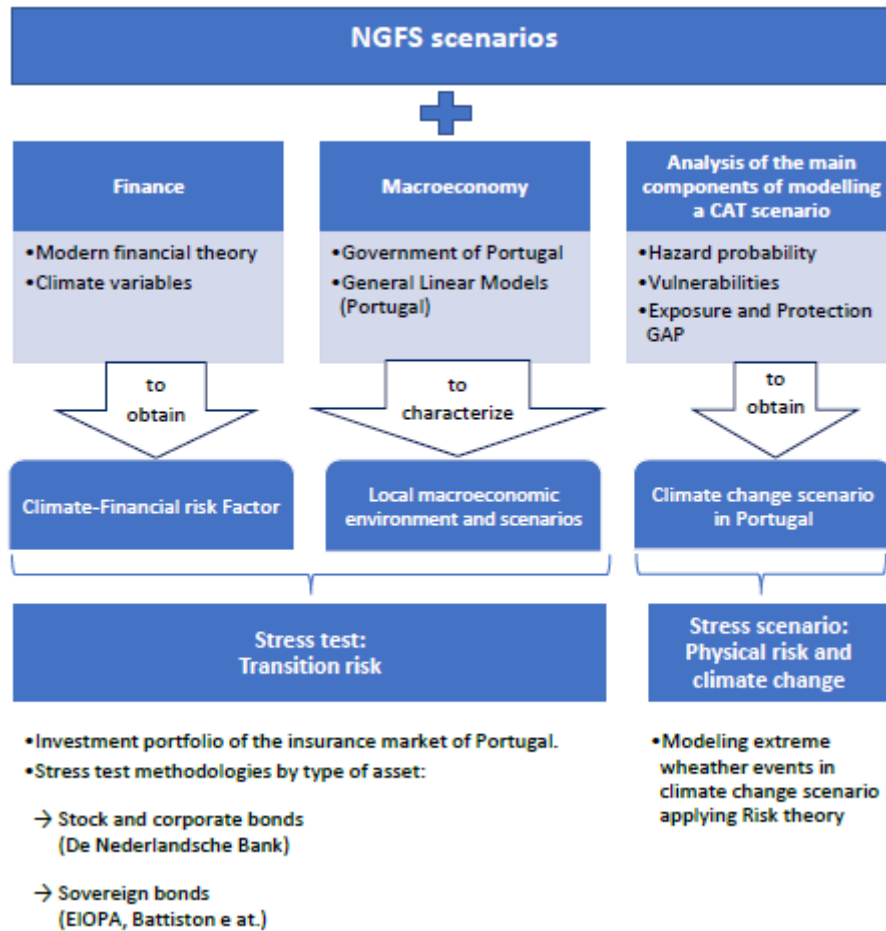 NGFS scenarios
Finance
•Modern financial theory
•Climate variables
to
obtain
Climate-Financial risk Factor
Macroeconomy
•Government of Portugal
•General Linear Models
(Portugal)
to
characterize
Local macroeconomic
environment and scenarios
Analysis of the main
components of modelling
a CAT scenario
•Hazard probability
•Vulnerabilities
•Exposure and Protection
GAP
to
obtain
Climate change scenario
in Portugal
Stress test:
Transition risk
•Investment portfolio of the insurance market of Portugal.
•Stress test methodologies by type of asset:
→ Stock and corporate bonds
(De Nederlandsche Bank)
→ Sovereign bonds
(EIOPA, Battiston e at.)
Stress scenario:
Physical risk and
climate change
•Modeling extreme
wheather events in
climate change scenario
applying Risk theory